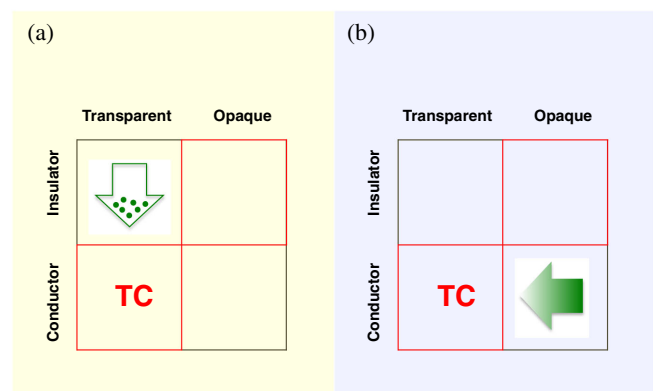 (a)
Transparent Opaque
Insulator
Conductor
TC
(b)
Transparent Opaque
Insulator
Conductor
TC